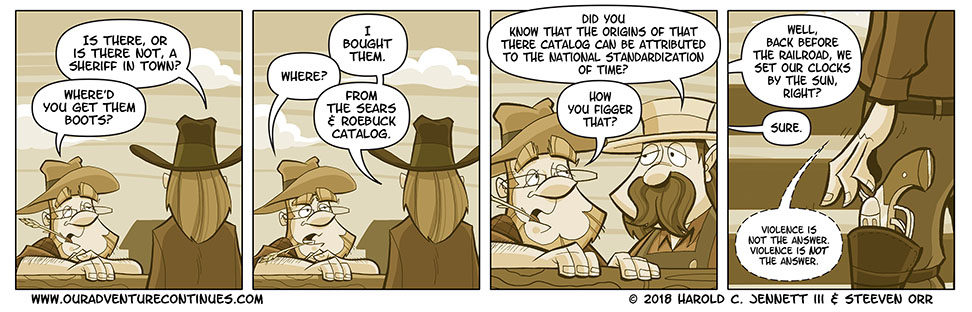 IS THERE, OR
IS THERE NOT, A
SHERIFF IN TOWN?
WHERE'D
YOU GET THEM
BOOTS?
I
BOUGHT
THEM.
WHERE?
FROM
THE SEARS
& ROEBUCK
CATALOG.
DID YOU
KNOW THAT THE ORIGINS OF THAT
THERE CATALOG CAN BE ATTRIBUTED
TO THE NATIONAL STANDARDIZATION
OF TIME?
HOW
YOU FIGGER
THAT?
WELL,
BACK BEFORE
THE RAILROAD, WE
SET OUR CLOCKS
BY THE SUN,
RIGHT?
SURE.
VIOLENCE IS
NOT THE ANSWER.
VIOLENCE IS NOT
THE ANSWER.
WWW.OURADVENTURECONTINUES.COM
© 2018 HAROLD C. JENNETT III & STEEVEN ORR